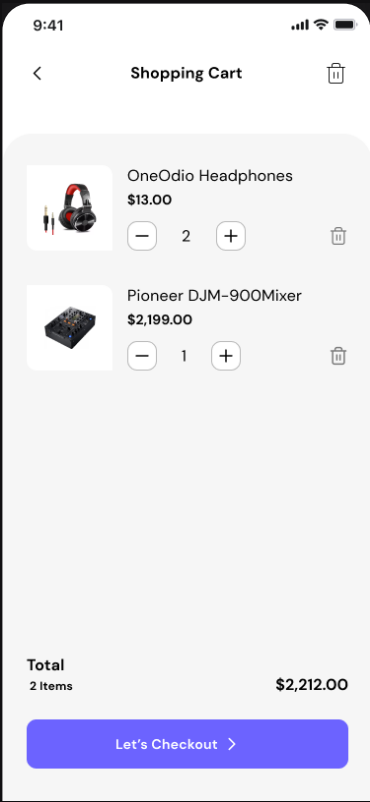 9:41
Shopping Cart
OneOdio Headphones
$13.00
2
Pioneer DJM-900Mixer
$2,199.00
1
Total
2 Items
$2,212.00
Let's Checkout